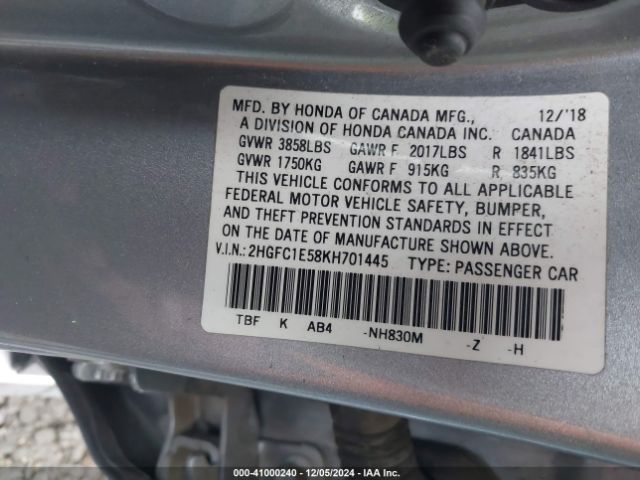 MFD. BY HONDA OF CANADA MFG., 12/'18
A DIVISION OF HONDA CANADA INC. CANADA
GVWR 3858LBS GAWR F 2017LBS R 1841LBS
GVWR 1750KG GAWR F 915KG R 835KG
THIS VEHICLE CONFORMS TO ALL APPLICABLE
FEDERAL MOTOR VEHICLE SAFETY, BUMPER,
AND THEFT PREVENTION STANDARDS IN EFFECT
ON THE DATE OF MANUFACTURE SHOWN ABOVE.
V.I.N.: 2HGFC1E58KH701445 TYPE: PASSENGER CAR
TBF K AB4 -NH830M -Z -H
000-41000240 - 12/05/2024 - IAA Inc.